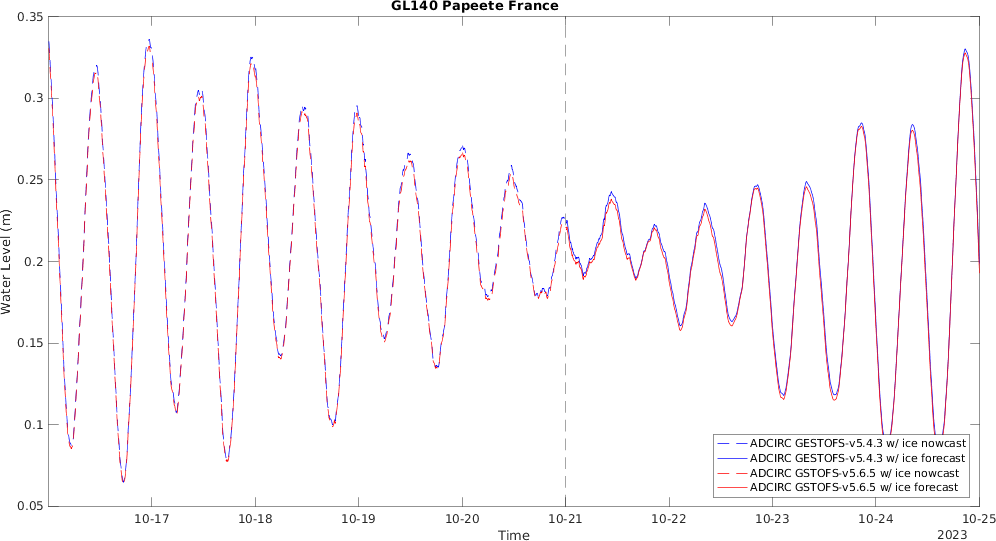 GL140 Papeete France
0.35
0.3
0.25
0.2
0.15
0.1
0.05
Water Level (m)
ADCIRC GESTOFS-v5.4.3 w/ ice nowcast
ADCIRC GESTOFS-v5.4.3 w/ ice forecast
ADCIRC GSTOFS-v5.6.5 w/ ice nowcast
ADCIRC GSTOFS-v5.6.5 w/ ice forecast
10-17 10-18 10-19 10-20 10-21 10-22 10-23 10-24 10-25
Time
2023